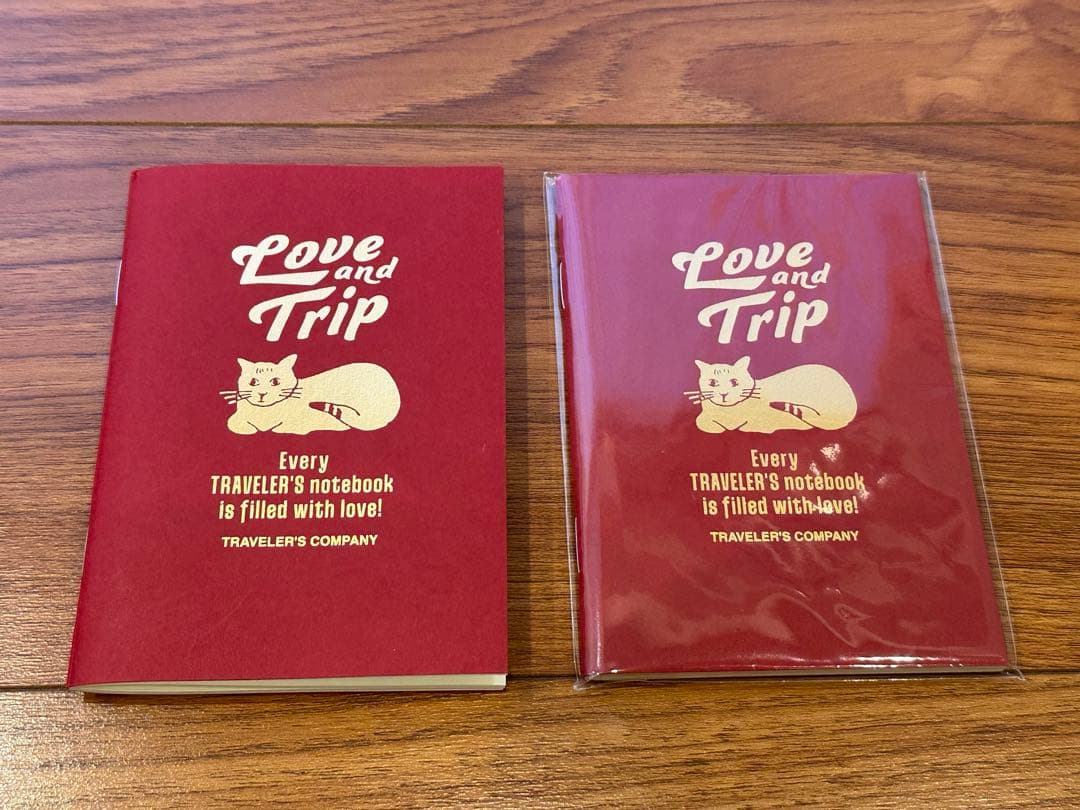 Love
and
Trip
Every
TRAVELER'S notebook
is filled with love!
TRAVELER'S COMPANY
Love
and
Trip
Every
TRAVELER'S notebook
is filled with love!
TRAVELER'S COMPANY